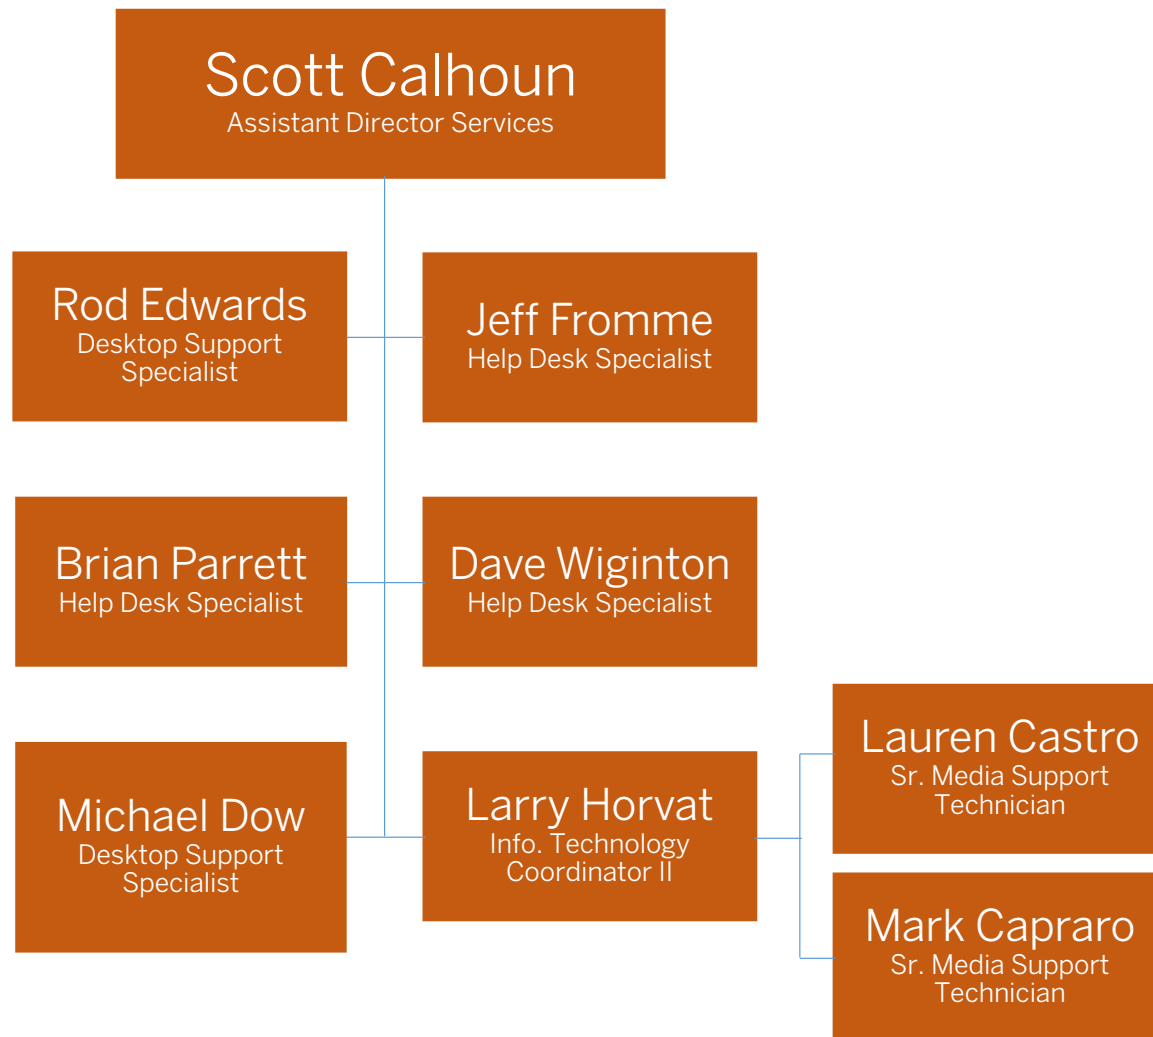 Scott Calhoun
Assistant Director Services
Rod Edwards
Desktop Support
Specialist
Jeff Fromme
Help Desk Specialist
Brian Parrett
Help Desk Specialist
Dave Wiginton
Help Desk Specialist
Michael Dow
Desktop Support
Specialist
Larry Horvat
Info. Technology
Coordinator II
Lauren Castro
Sr. Media Support
Technician
Mark Capraro
Sr. Media Support
Technician